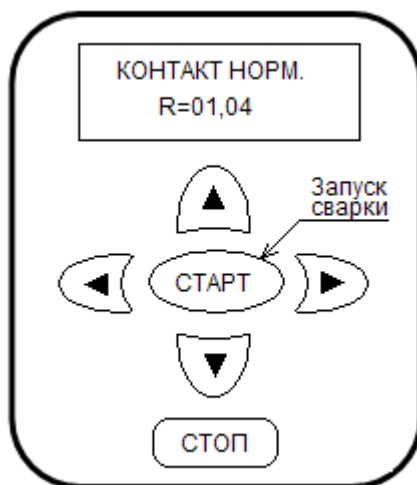 КОНТАКТ НОРМ.
R=01,04
Запуск
сварки
СТАРТ
СТОП